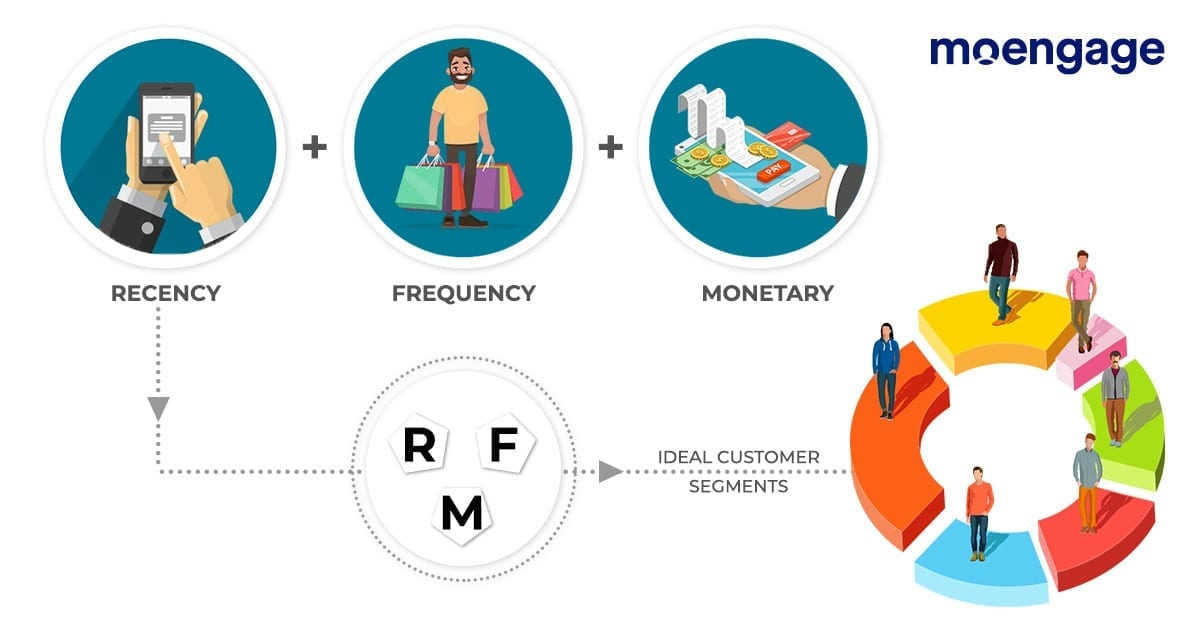 moengage
PAY
RECENCY
+
FREQUENCY
+
MONETARY
R
F
M
IDEAL CUSTOMER
SEGMENTS